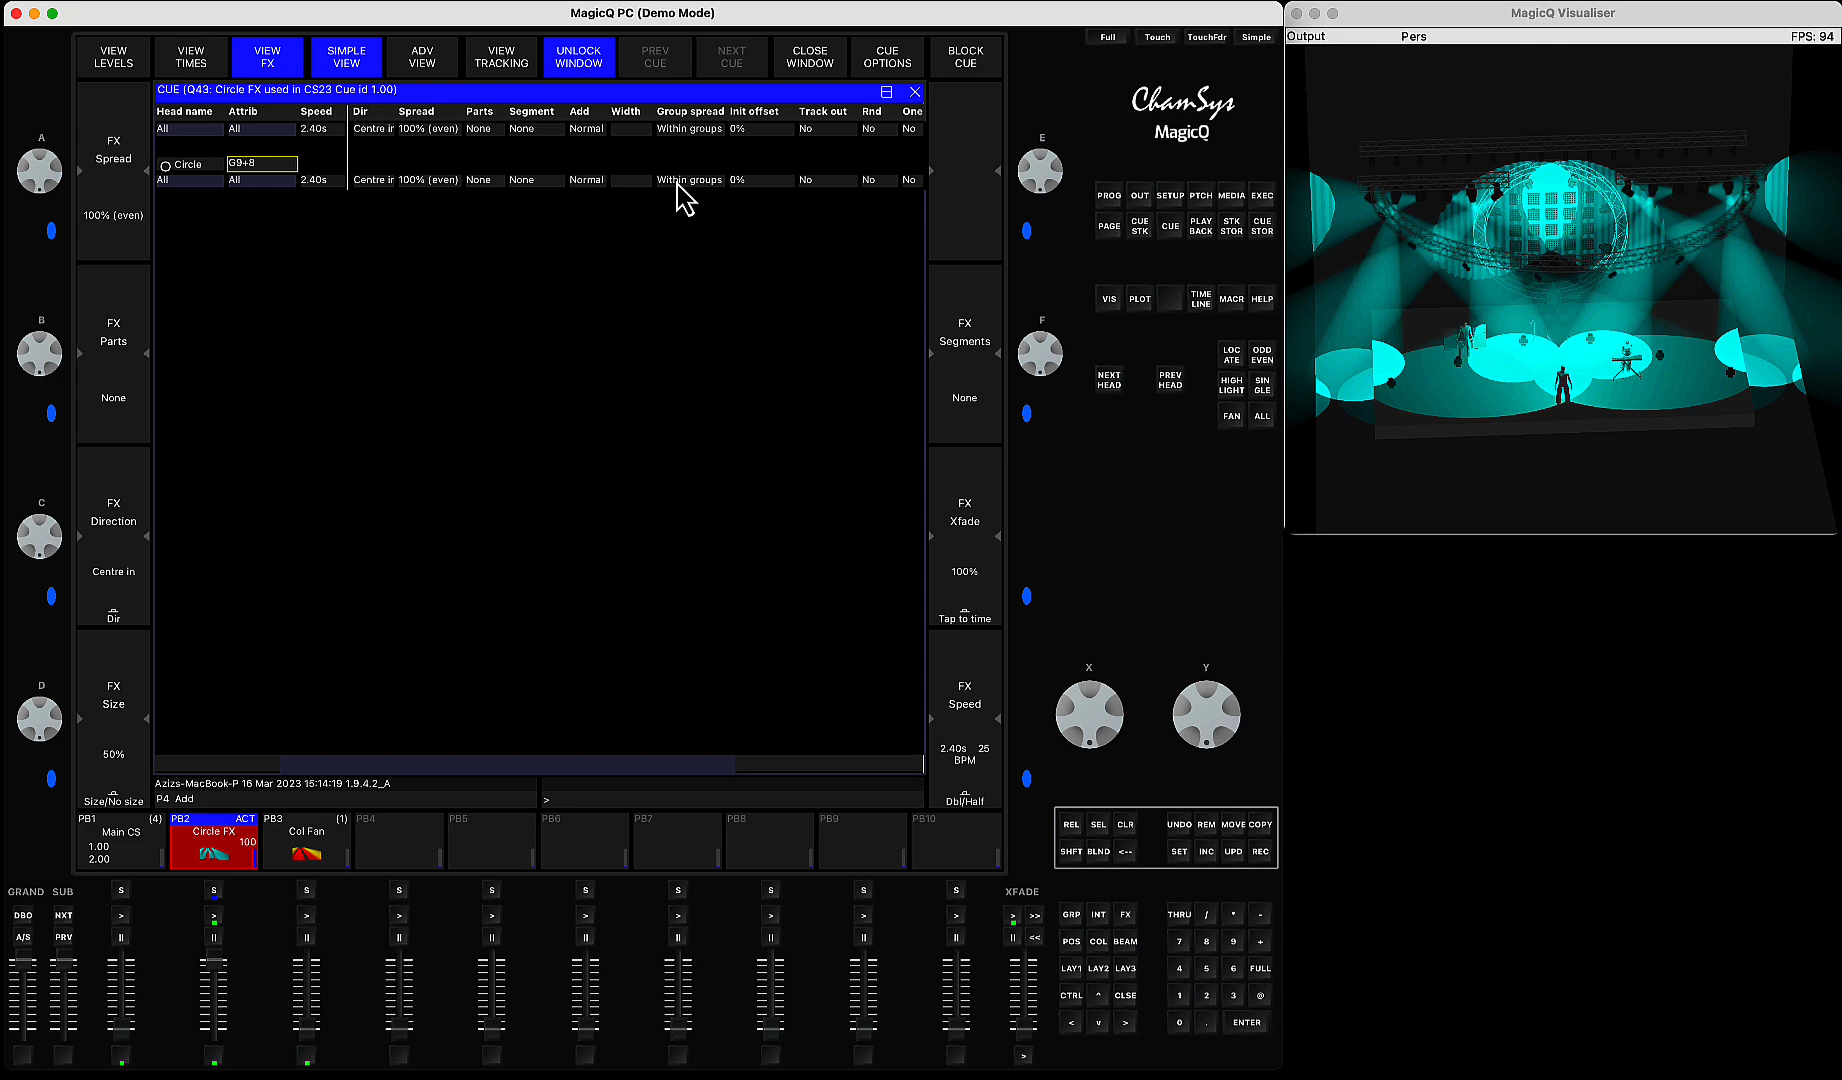 MagicQ PC (Demo Mode)
MagicQ Visualiser
VIEW LEVELS
VIEW TIMES
VIEW FX
SIMPLE VIEW
ADV VIEW
VIEW TRACKING
UNLOCK WINDOW
PREV CUE
NEXT CUE
CLOSE WINDOW
CUE OPTIONS
BLOCK CUE
Full Touch TouchFdr Simple
Output Pers FPS: 94
CUE (Q43: Circle FX used in CS23 Cue id 1.00)
Head name Attrib Speed Dir Spread Parts Segment Add Width Group spread Init offset Track out Rnd One
All All 2.40s Centre ir 100% (even) None None Normal Within groups 0% No No No
Circle G9+8
All All 2.40s Centre ir 100% (even) None None Normal Within groups 0% No No No
A
FX
Spread
100% (even)
B
FX
Parts
None
C
FX
Direction
Centre in
Dir
D
FX
Size
50%
Size/No size
E
F
FX
Segments
None
FX
Xfade
100%
Tap to time
FX
Speed
2.40s 25
BPM
Dbl/Half
ChamSys
MagicQ
PROG OUT SETUP PTCH MEDIA EXEC
PAGE CUE STK CUE PLAY BACK STK STOR CUE STOR
VIS PLOT TIME LINE MACR HELP
LOC ATE ODD EVEN
NEXT HEAD PREV HEAD HIGH LIGHT SIN GLE
FAN ALL
X Y
Azizs-MacBook-P 16 Mar 2023 15:14:19 1.9.4.2_A
P4 Add
>
PB1 (4)
Main CS
1.00
2.00
PB2 ACT
Circle FX
100
PB3 (1)
Col Fan
PB4
PB5
PB6
PB7
PB8
PB9
PB10
REL SEL CLR UNDO REM MOVE COPY
SHFT BLND <-- SET INC UPD REC
GRAND SUB S S S S S S S S S S XFADE
DBO NXT > > > > > > > > > > > >>
A/S PRV II II II II II II II II II II II <<
GRP INT FX THRU / * -
POS COL BEAM 7 8 9 +
LAY1 LAY2 LAY3 4 5 6 FULL
CTRL ^ CLSE 1 2 3 @
< v > 0 . ENTER
>